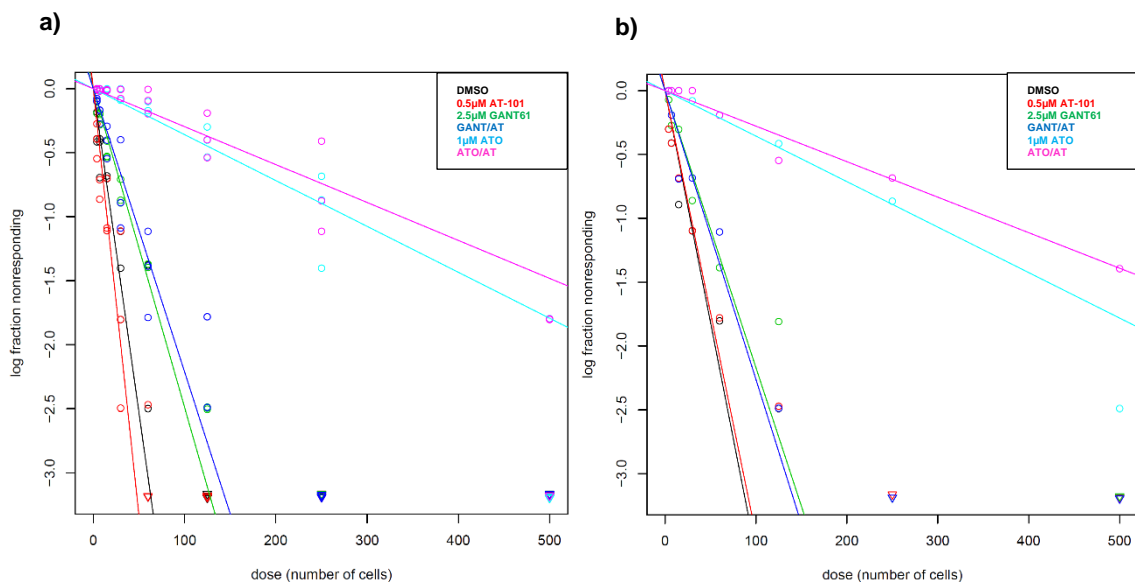 a)
0.0
−0.5
−1.0
−1.5
−2.0
−2.5
−3.0
log fraction nonresponding
0 100 200 300 400 500
dose (number of cells)
DMSO
0.5µM AT-101
2.5µM GANT61
GANT/AT
1µM ATO
ATO/AT
b)
0.0
−0.5
−1.0
−1.5
−2.0
−2.5
−3.0
log fraction nonresponding
0 100 200 300 400 500
dose (number of cells)
DMSO
0.5µM AT-101
2.5µM GANT61
GANT/AT
1µM ATO
ATO/AT